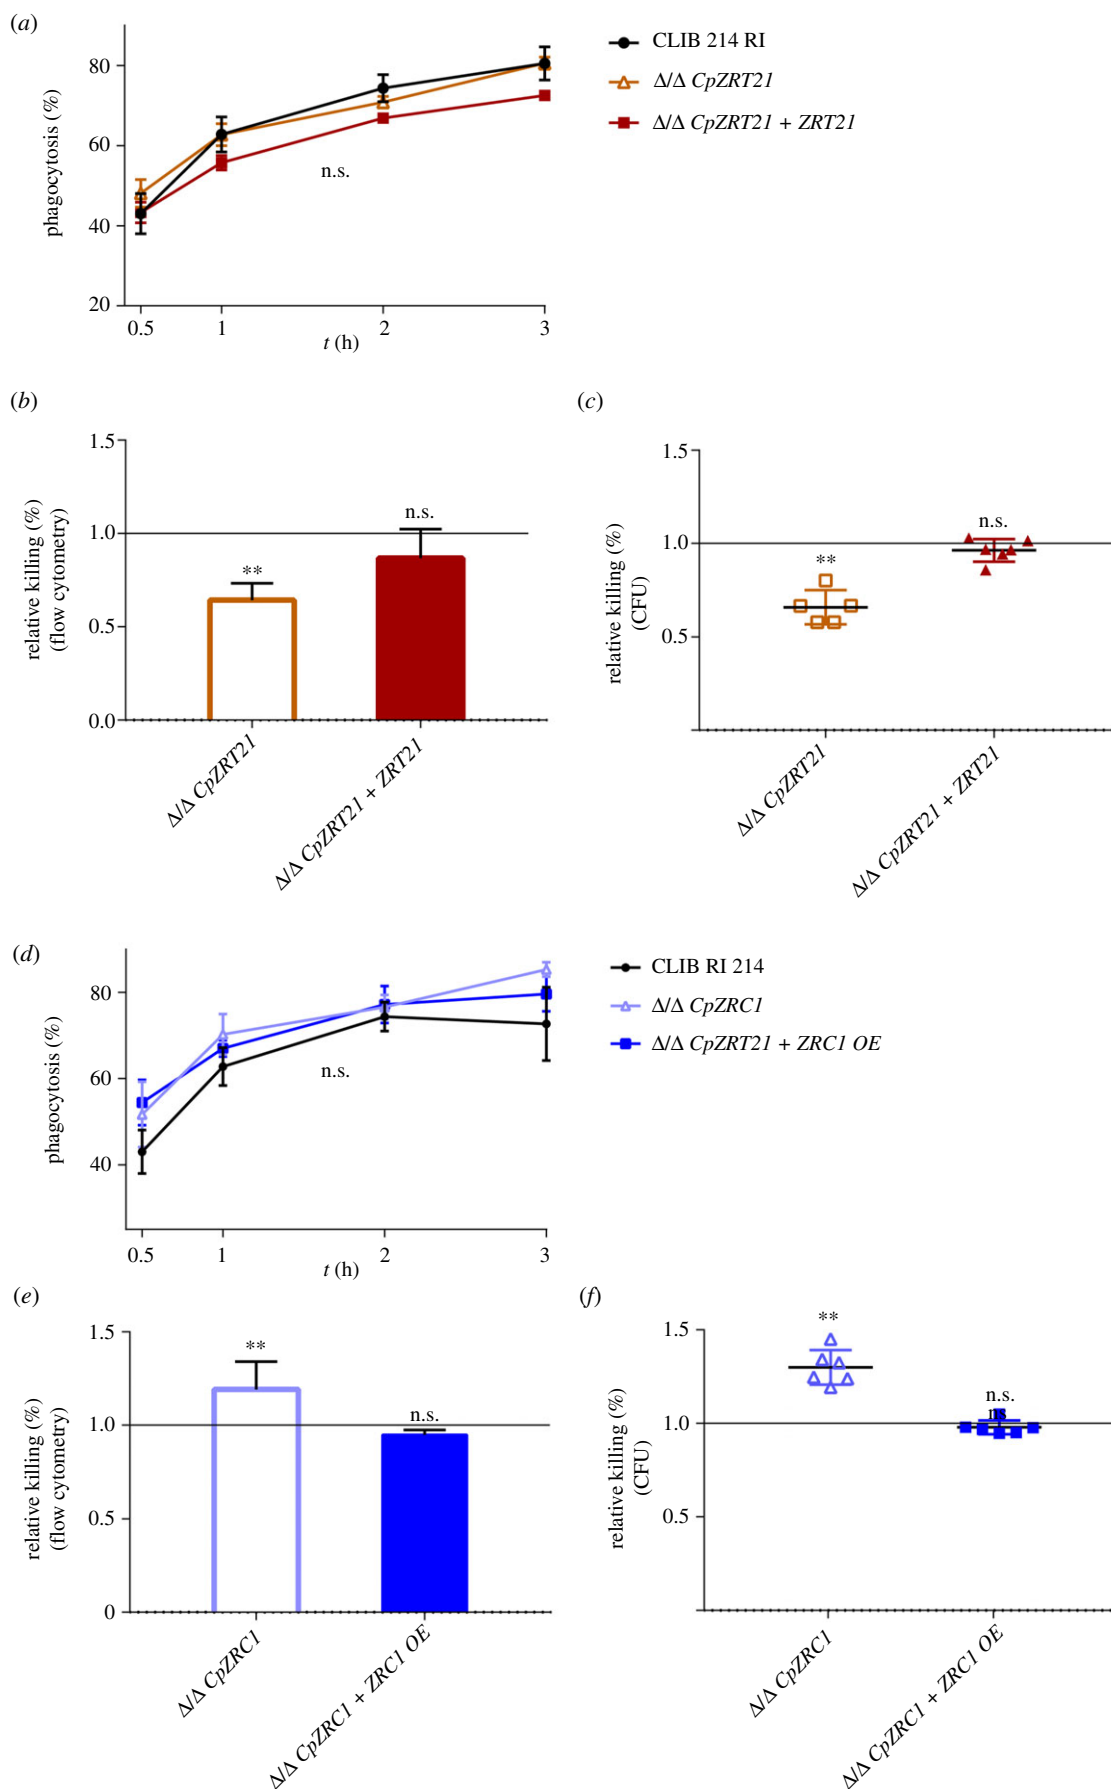 (a)
80
60
40
20
phagocytosis (%)
n.s.
0.5 1 2 3
t (h)
CLIB 214 RI
Δ/Δ CpZRT21
Δ/Δ CpZRT21 + ZRT21
(b)
1.5
1.0
0.5
0.0
relative killing (%)
(flow cytometry)
**
n.s.
Δ/Δ CpZRT21
Δ/Δ CpZRT21 + ZRT21
(c)
1.5
1.0
0.5
relative killing (%)
(CFU)
**
n.s.
Δ/Δ CpZRT21
Δ/Δ CpZRT21 + ZRT21
(d)
80
60
40
phagocytosis (%)
n.s.
0.5 1 2 3
t (h)
CLIB RI 214
Δ/Δ CpZRC1
Δ/Δ CpZRT21 + ZRC1 OE
(e)
1.5
1.0
0.5
0
relative killing (%)
(flow cytometry)
**
n.s.
Δ/Δ CpZRC1
Δ/Δ CpZRC1 + ZRC1 OE
(f)
1.5
1.0
0.5
relative killing (%)
(CFU)
**
n.s.
ns
Δ/Δ CpZRC1
Δ/Δ CpZRC1 + ZRC1 OE